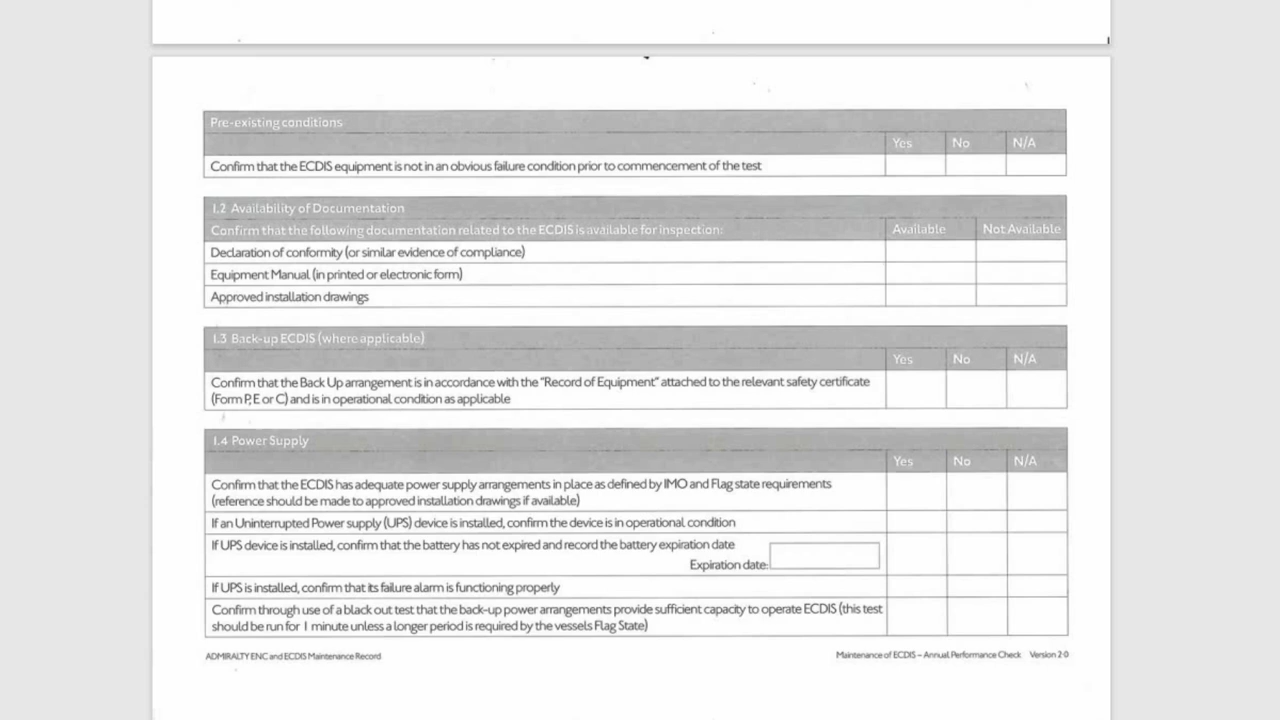 Pre-existing conditions
Yes No N/A
Confirm that the ECDIS equipment is not in an obvious failure condition prior to commencement of the test
1.2 Availability of Documentation
Confirm that the following documentation related to the ECDIS is available for inspection: Available Not Available
Declaration of conformity (or similar evidence of compliance)
Equipment Manual (in printed or electronic form)
Approved installation drawings
1.3 Back-up ECDIS (where applicable)
Yes No N/A
Confirm that the Back Up arrangement is in accordance with the "Record of Equipment" attached to the relevant safety certificate
(Form P,E or C) and is in operational condition as applicable
1.4 Power Supply
Yes No N/A
Confirm that the ECDIS has adequate power supply arrangements in place as defined by IMO and Flag state requirements
(reference should be made to approved installation drawings if available)
If an Uninterrupted Power supply (UPS) device is installed, confirm the device is in operational condition
If UPS device is installed, confirm that the battery has not expired and record the battery expiration date
Expiration date:
If UPS is installed, confirm that its failure alarm is functioning properly
Confirm through use of a black out test that the back-up power arrangements provide sufficient capacity to operate ECDIS (this test
should be run for 1 minute unless a longer period is required by the vessels Flag State)
ADMIRALTY ENC and ECDIS Maintenance Record Maintenance of ECDIS – Annual Performance Check Version 2.0